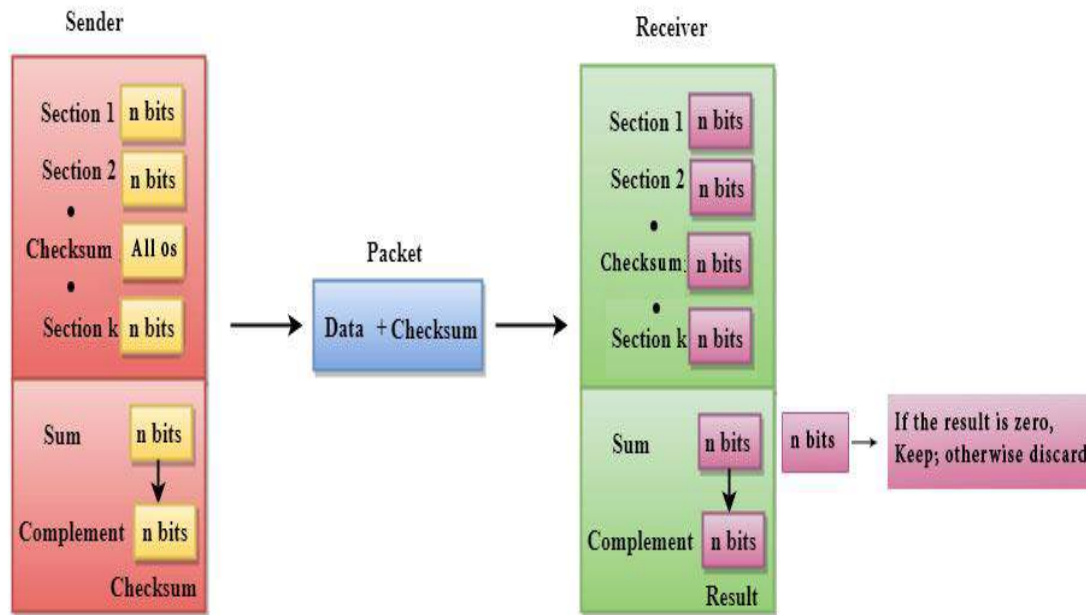 Sender
Section 1 n bits
Section 2 n bits
Checksum All 0s
Section k n bits
Sum n bits
Complement n bits
Checksum
Packet
Data + Checksum
Receiver
Section 1 n bits
Section 2 n bits
Checksum n bits
Section k n bits
Sum n bits
Complement n bits
Result
n bits
If the result is zero,
Keep; otherwise discard